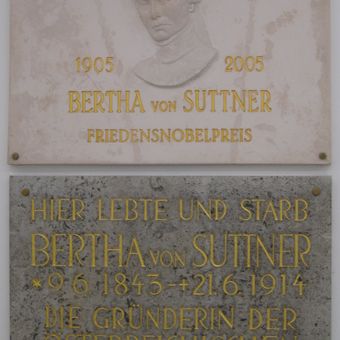 1905 2005
BERTHA VON SUTTNER
FRIEDENSNOBELPREIS
HIER LEBTE UND STARB
BERTHA VON SUTTNER
*9.6.1843-+21.6.1914
DIE GRÜNDERIN DER
ÖSTERREICHISCHEN